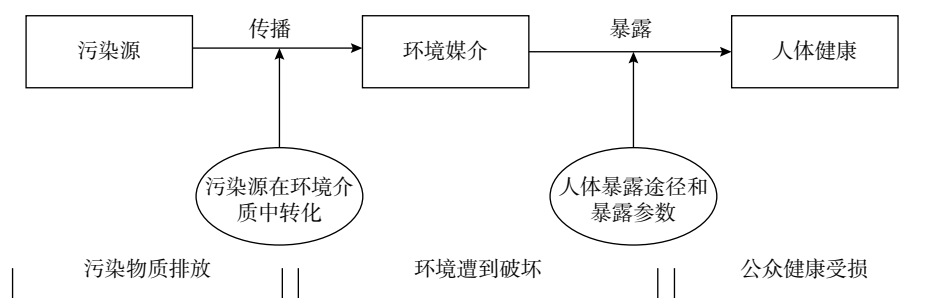 传播
暴露
污染源
环境媒介
人体健康
污染源在环境介
质中转化
人体暴露途径和
暴露参数
污染物质排放
环境遭到破坏
公众健康受损